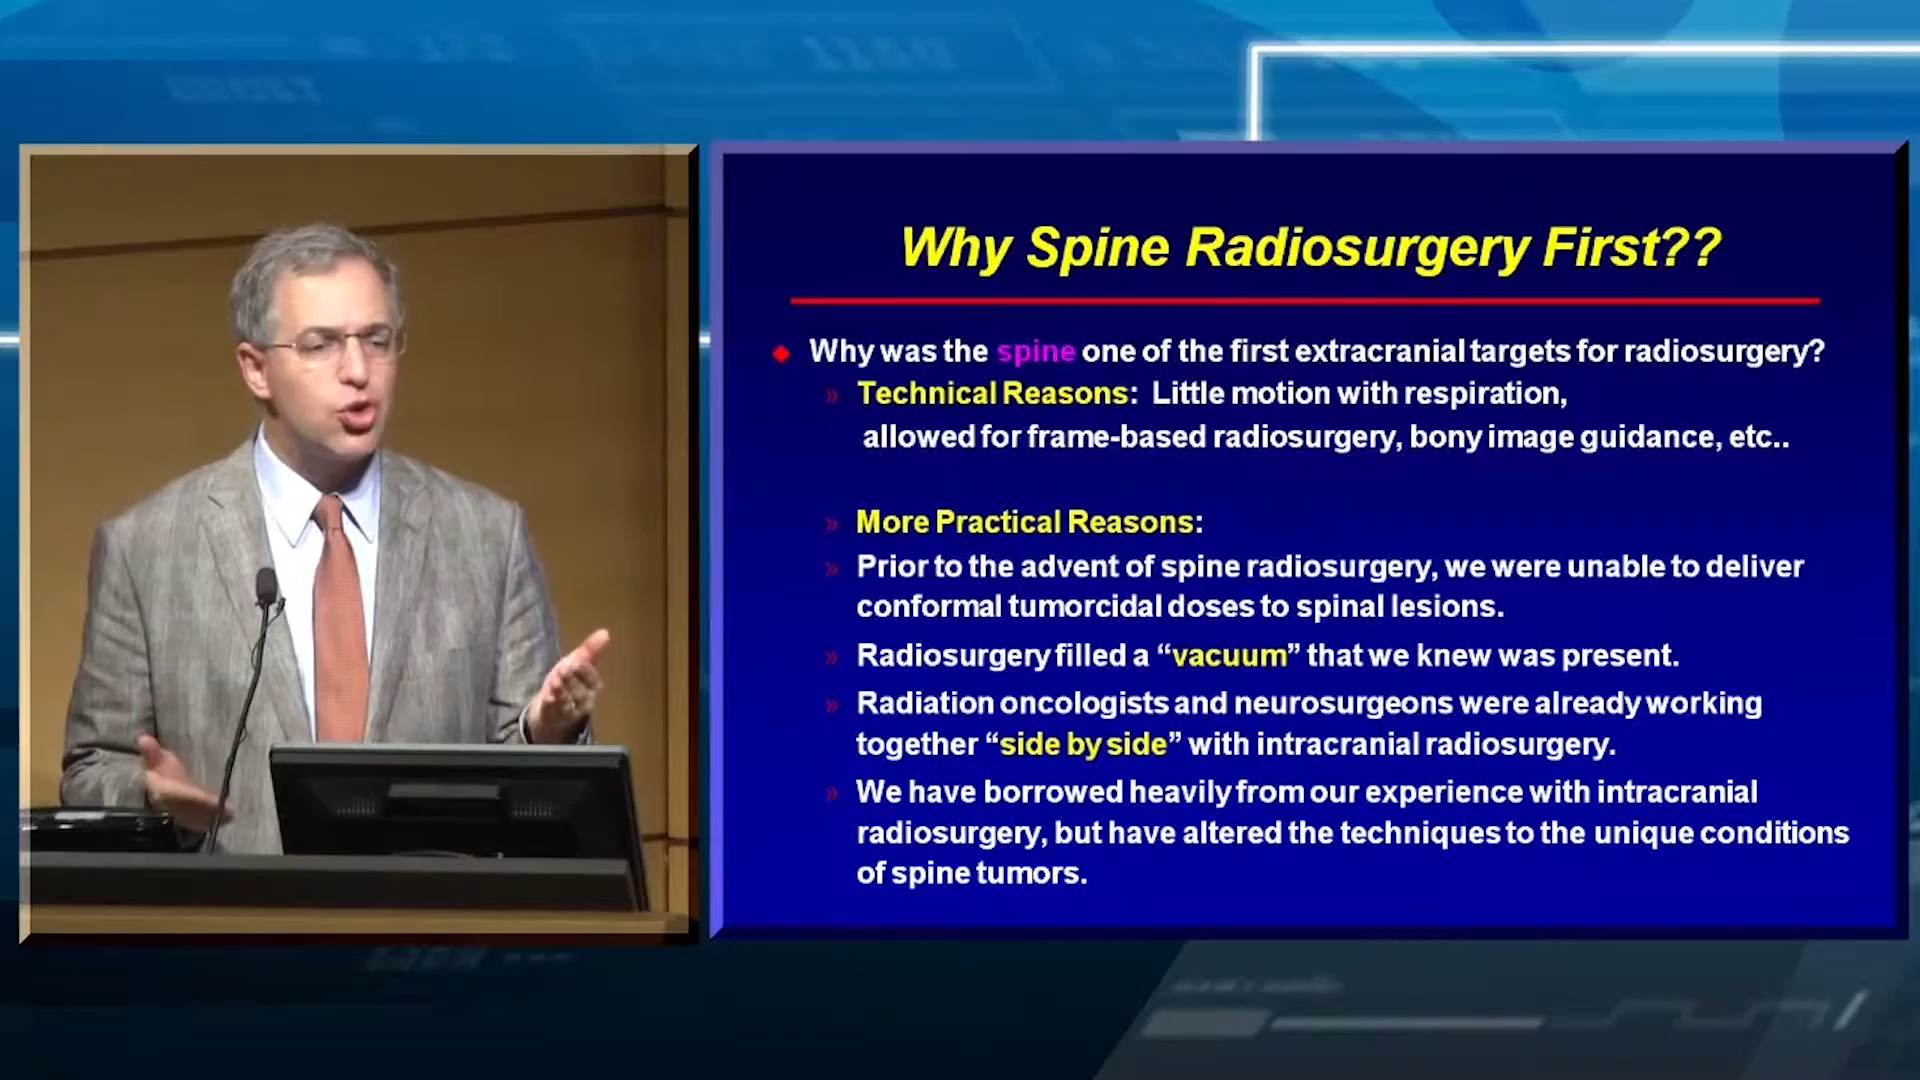 Why Spine Radiosurgery First??
Why was the spine one of the first extracranial targets for radiosurgery?
» Technical Reasons: Little motion with respiration,
allowed for frame-based radiosurgery, bony image guidance, etc..
» More Practical Reasons:
» Prior to the advent of spine radiosurgery, we were unable to deliver
conformal tumorcidal doses to spinal lesions.
» Radiosurgery filled a “vacuum” that we knew was present.
» Radiation oncologists and neurosurgeons were already working
together “side by side” with intracranial radiosurgery.
» We have borrowed heavily from our experience with intracranial
radiosurgery, but have altered the techniques to the unique conditions
of spine tumors.